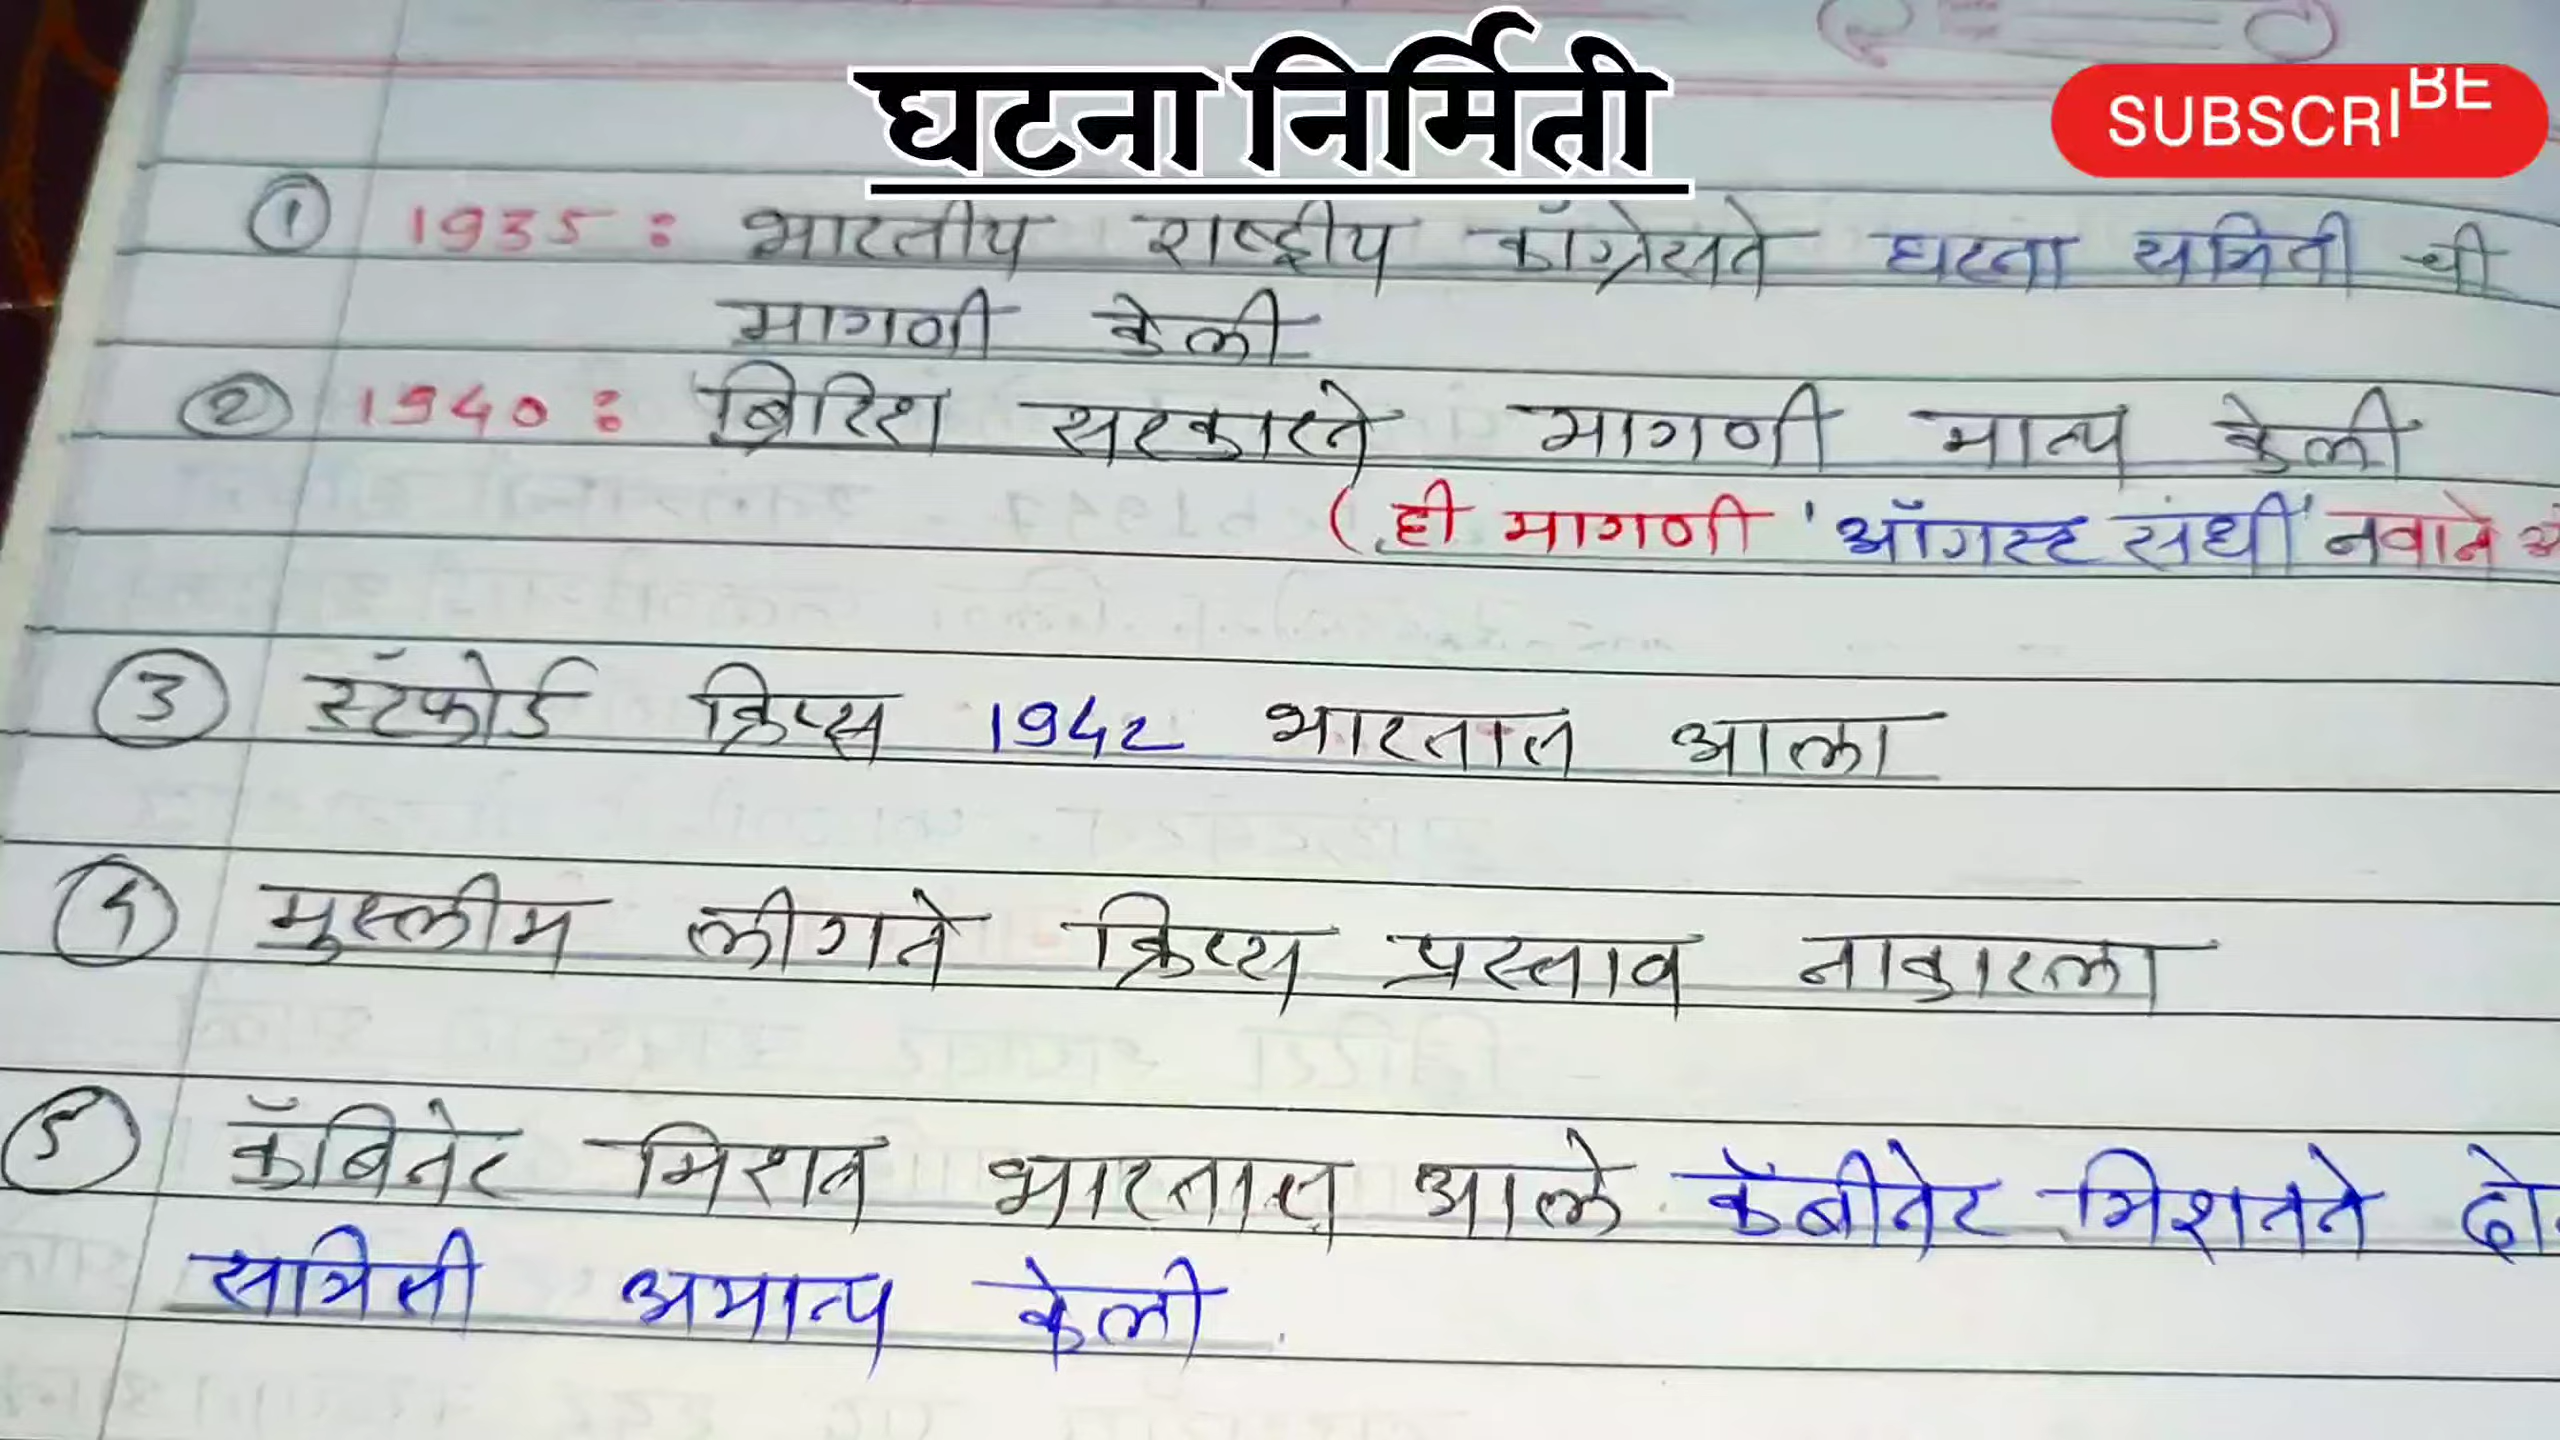 घटना निर्मिती
SUBSCRIBE
① 1935 : भारतीय राष्ट्रीय काँग्रेसने घटना समिती ची
मागणी केली
② 1940 : ब्रिटिश सरकारने मागणी मान्य केली
( ही मागणी 'ऑगस्ट संधी' नवाने
③ स्टॅफोर्ड क्रिप्स 1942 भारतात आला
④ मुस्लीम लीगने क्रिप्स प्रस्ताव नाकारला
⑤ कॅबिनेट मिशन भारतात आले कॅबीनेट मिशनने
समिती अमान्य केली.